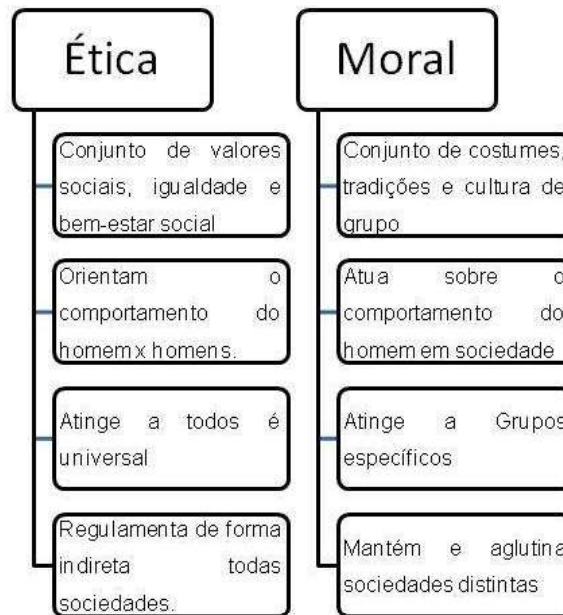 Ética
Conjunto de valores
sociais, igualdade e
bem-estar social
Orientam o
comportamento do
homem x homens.
Atinge a todos é
universal
Regulamenta de forma
indireta todas
sociedades.
Moral
Conjunto de costumes,
tradições e cultura de
grupo
Atua sobre o
comportamento do
homem em sociedade
Atinge a Grupos
específicos
Mantém e aglutina
sociedades distintas